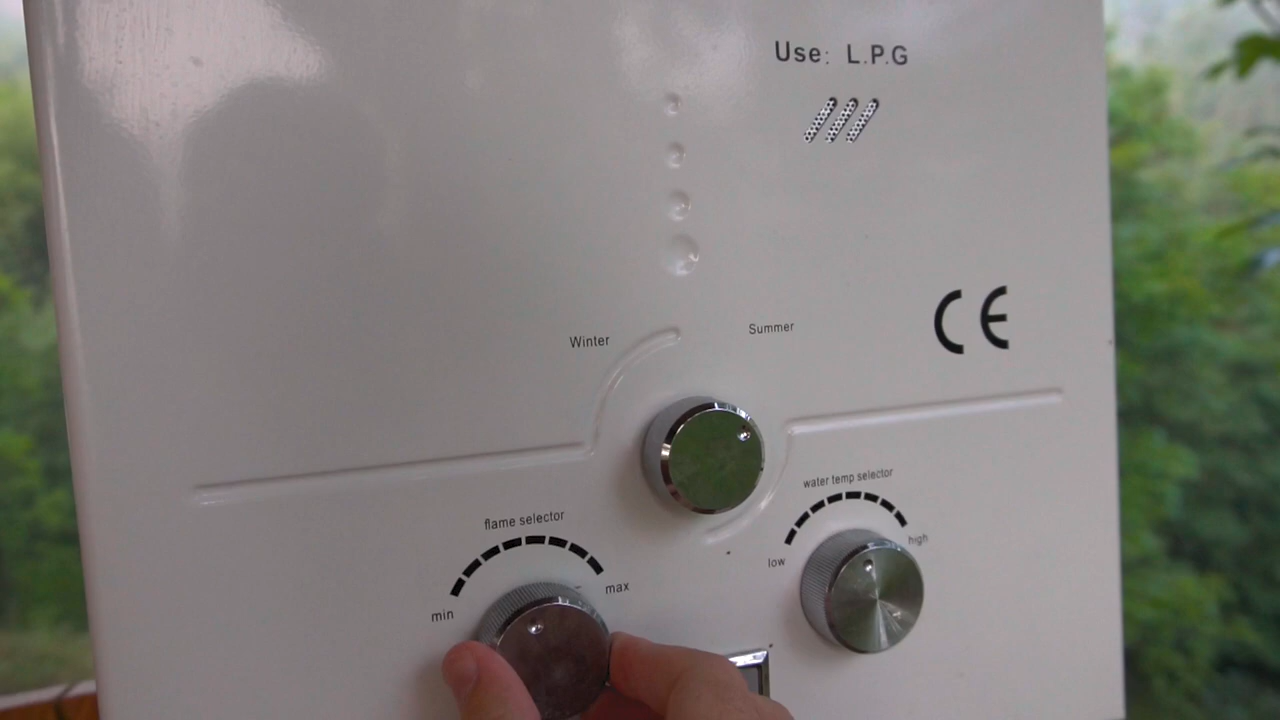 Use: L.P.G
CE
Winter
Summer
water temp selector
low
high
flame selector
min
max